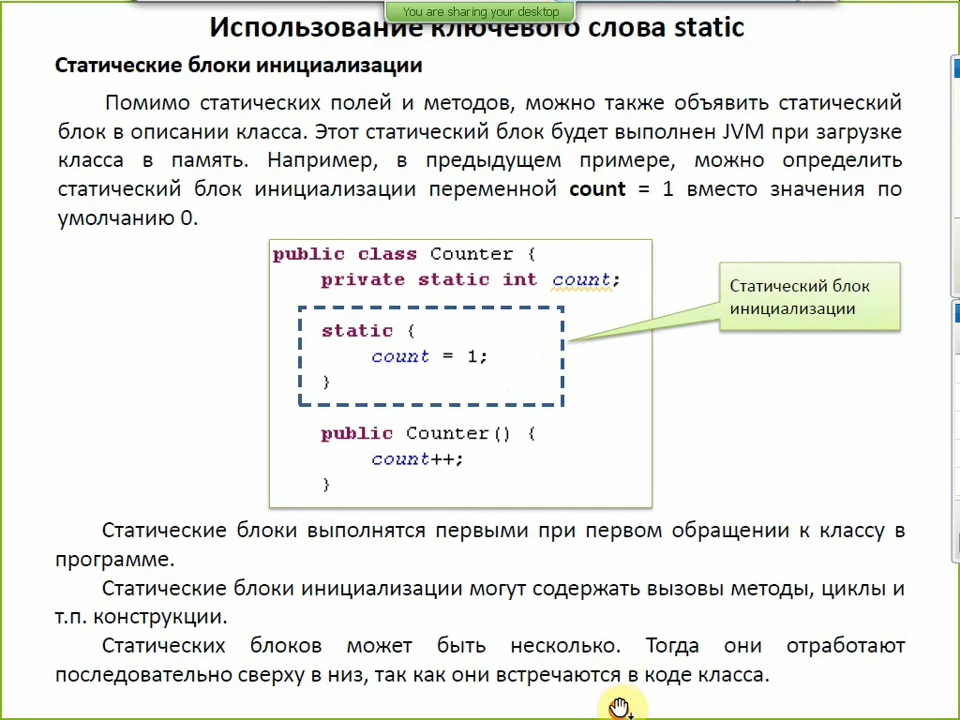 You are sharing your desktop
Использование ключевого слова static
Статические блоки инициализации
Помимо статических полей и методов, можно также объявить статический
блок в описании класса. Этот статический блок будет выполнен JVM при загрузке
класса в память. Например, в предыдущем примере, можно определить
статический блок инициализации переменной count = 1 вместо значения по
умолчанию 0.
public class Counter {
private static int count;
static {
count = 1;
}
public Counter() {
count++;
}
Статический блок
инициализации
Статические блоки выполнятся первыми при первом обращении к классу в
программе.
Статические блоки инициализации могут содержать вызовы методы, циклы и
т.п. конструкции.
Статических блоков может быть несколько. Тогда они отработают
последовательно сверху в низ, так как они встречаются в коде класса.